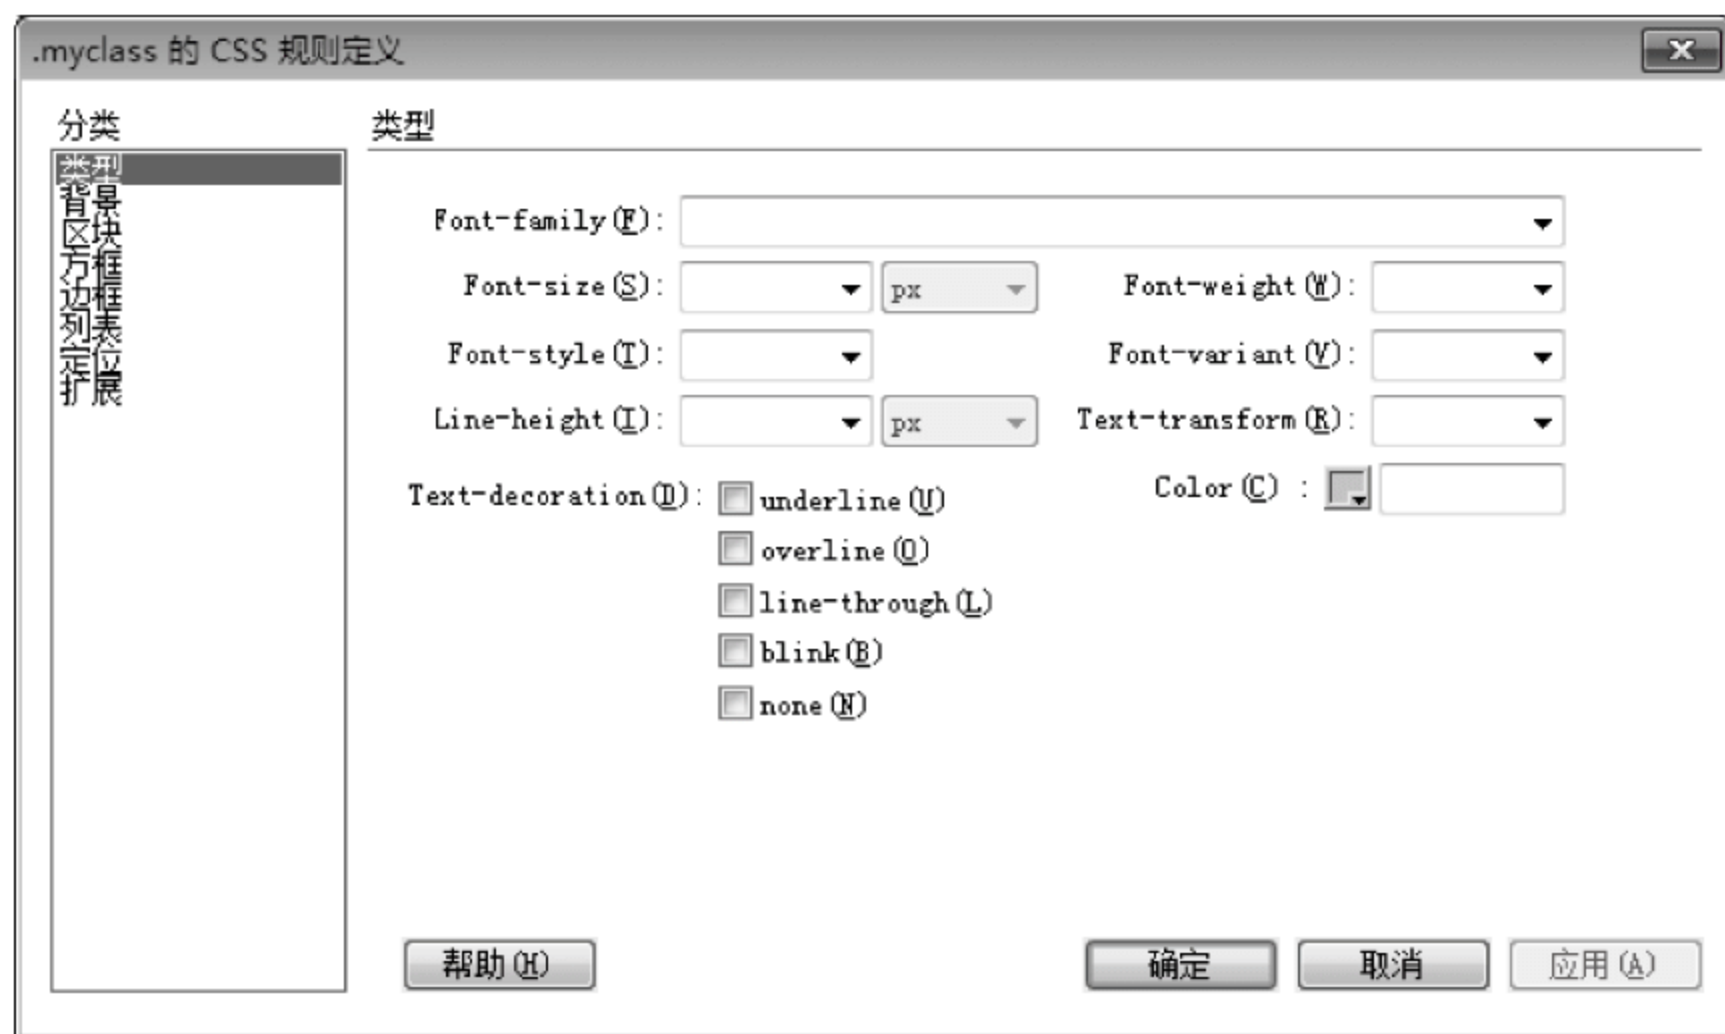 .myclass 的 CSS 规则定义
分类
类型
背景
区块
方框
边框
列表
定位
扩展
类型
Font-family(F):
Font-size(S): px Font-weight(W):
Font-style(T): Font-variant(V):
Line-height(I): px Text-transform(R):
Text-decoration(D): underline(U) Color(C) :
overline(O)
line-through(L)
blink(B)
none(N)
帮助(H) 确定 取消 应用(A)